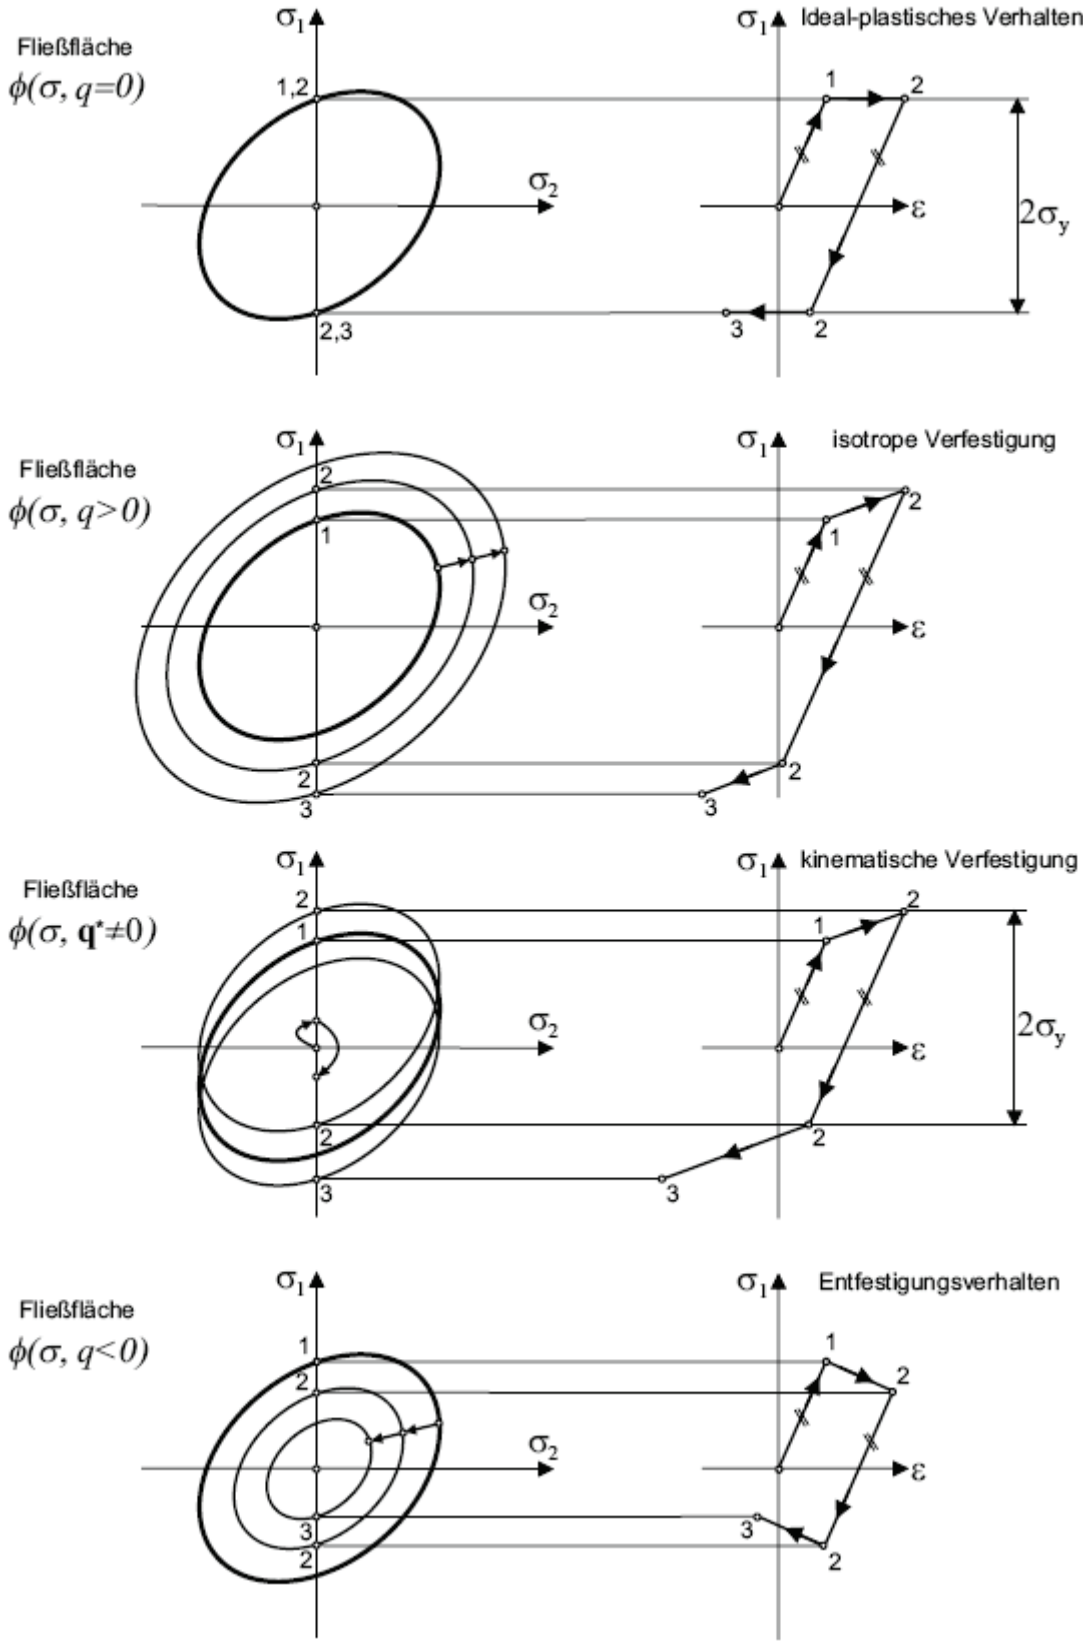 σ₁
σ₁ Ideal-plastisches Verhalten
Fließfläche
ϕ(σ, q=0)
1,2
1 2
σ₂
ε
2σy
2,3
3 2
σ₁
σ₁ isotrope Verfestigung
Fließfläche
ϕ(σ, q>0)
2
2
1
1
σ₂
ε
2
2
3
3
σ₁
σ₁ kinematische Verfestigung
Fließfläche
ϕ(σ, q*≠0)
2
2
1
1
σ₂
ε
2σy
2
2
3
3
σ₁
σ₁ Entfestigungsverhalten
Fließfläche
ϕ(σ, q<0)
1
1
2
2
σ₂
ε
3
3
2
2